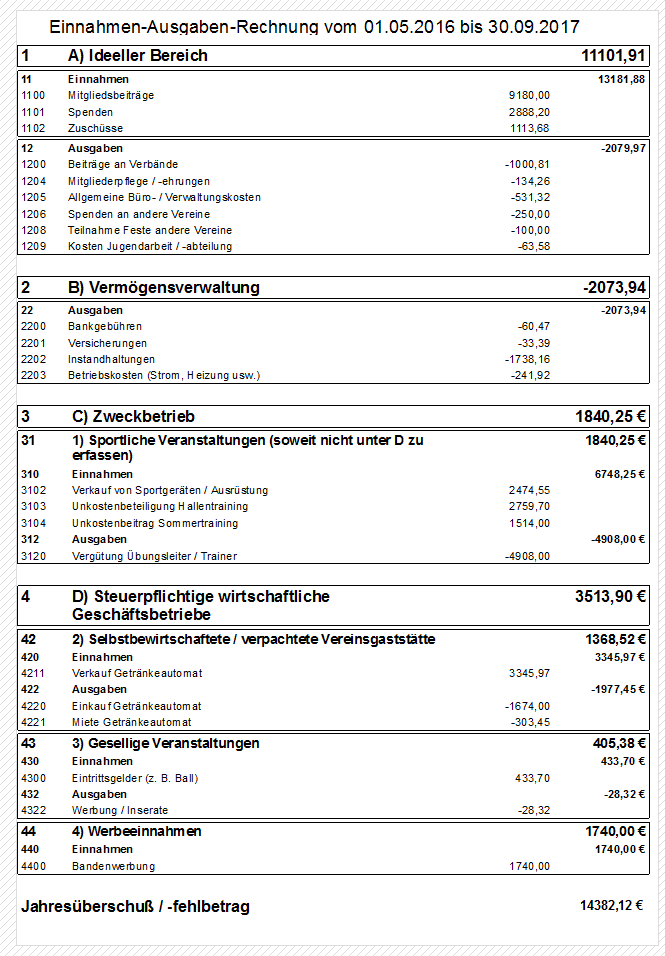 Einnahmen-Ausgaben-Rechnung vom 01.05.2016 bis 30.09.2017
1 A) Ideeller Bereich 11101,91
11 Einnahmen 13181,88
1100 Mitgliedsbeiträge 9180,00
1101 Spenden 2888,20
1102 Zuschüsse 1113,68
12 Ausgaben -2079,97
1200 Beiträge an Verbände -1000,81
1204 Mitgliederpflege / -ehrungen -134,26
1205 Allgemeine Büro- / Verwaltungskosten -531,32
1206 Spenden an andere Vereine -250,00
1208 Teilnahme Feste andere Vereine -100,00
1209 Kosten Jugendarbeit / -abteilung -63,58
2 B) Vermögensverwaltung -2073,94
22 Ausgaben -2073,94
2200 Bankgebühren -60,47
2201 Versicherungen -33,39
2202 Instandhaltungen -1738,16
2203 Betriebskosten (Strom, Heizung usw.) -241,92
3 C) Zweckbetrieb 1840,25 €
31 1) Sportliche Veranstaltungen (soweit nicht unter D zu 1840,25 €
erfassen)
310 Einnahmen 6748,25 €
3102 Verkauf von Sportgeräten / Ausrüstung 2474,55
3103 Unkostenbeteiligung Hallentraining 2759,70
3104 Unkostenbeitrag Sommertraining 1514,00
312 Ausgaben -4908,00 €
3120 Vergütung Übungsleiter / Trainer -4908,00
4 D) Steuerpflichtige wirtschaftliche 3513,90 €
Geschäftsbetriebe
42 2) Selbstbewirtschaftete / verpachtete Vereinsgaststätte 1368,52 €
420 Einnahmen 3345,97 €
4211 Verkauf Getränkeautomat 3345,97
422 Ausgaben -1977,45 €
4220 Einkauf Getränkeautomat -1674,00
4221 Miete Getränkeautomat -303,45
43 3) Gesellige Veranstaltungen 405,38 €
430 Einnahmen 433,70 €
4300 Eintrittsgelder (z. B. Ball) 433,70
432 Ausgaben -28,32 €
4322 Werbung / Inserate -28,32
44 4) Werbeeinnahmen 1740,00 €
440 Einnahmen 1740,00 €
4400 Bandenwerbung 1740,00
Jahresüberschuß / -fehlbetrag 14382,12 €